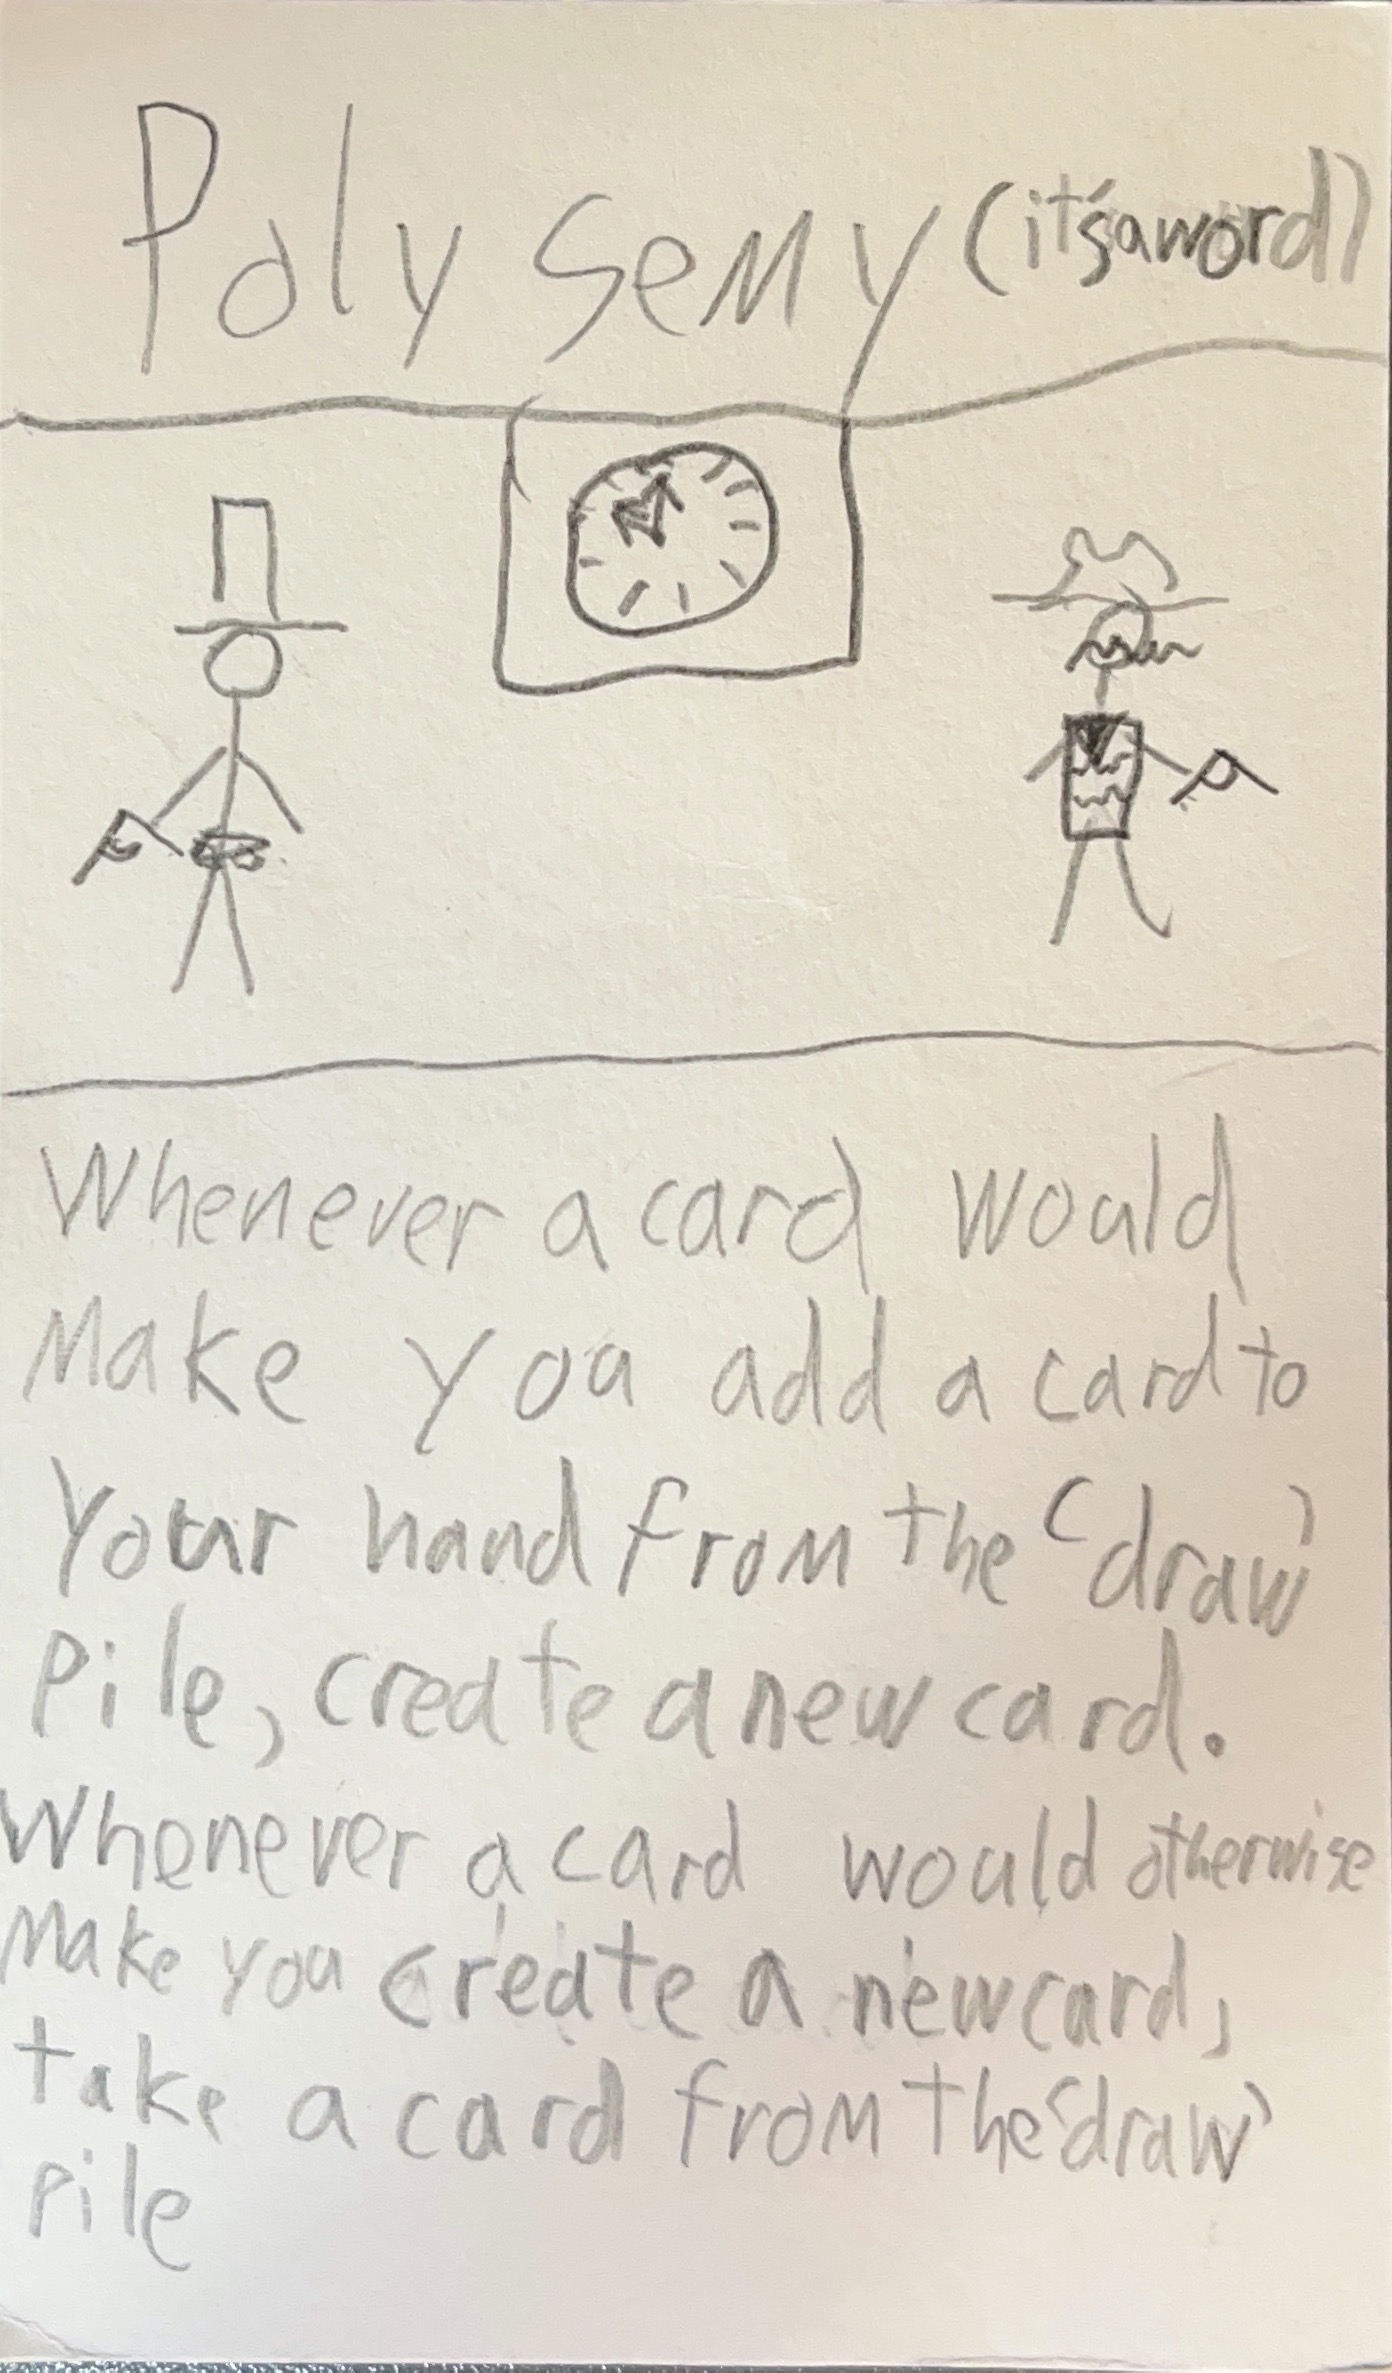 Polysemy (it's a word)
Whenever a card would
Make you add a card to
Your hand from the 'draw'
Pile, create a new card.
Whenever a card would otherwise
Make you create a new card,
take a card from the 'draw'
pile